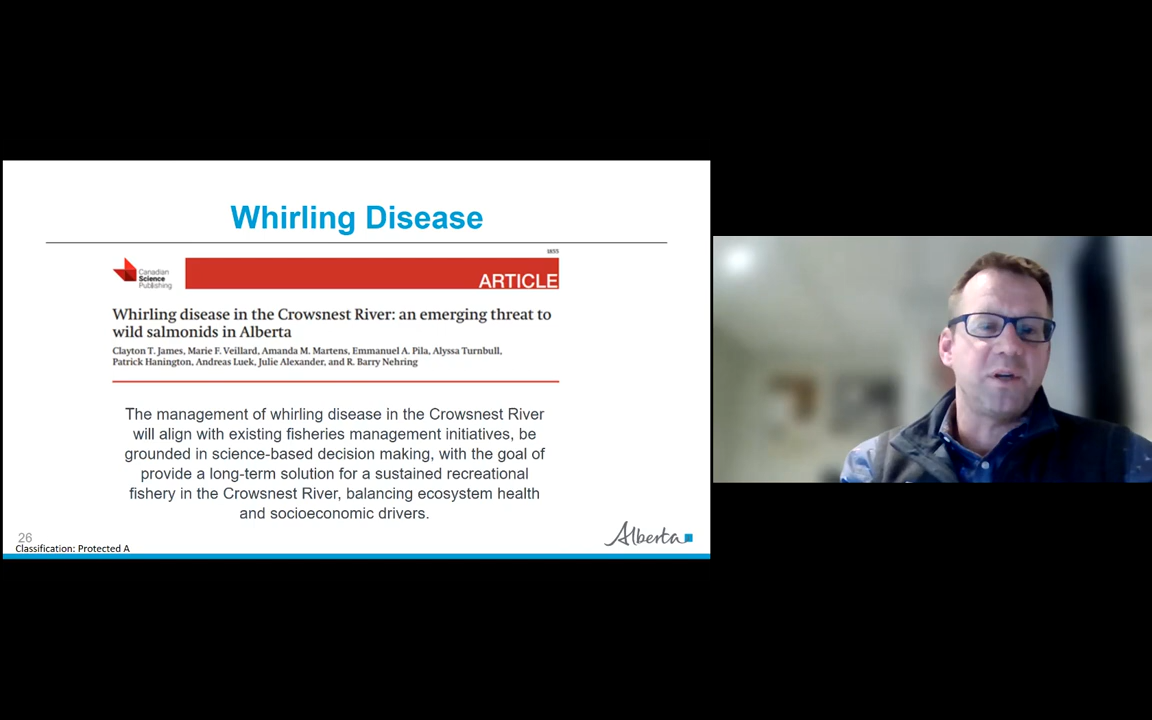 Whirling Disease
1855
Canadian
Science
Publishing
ARTICLE
Whirling disease in the Crowsnest River: an emerging threat to
wild salmonids in Alberta
Clayton T. James, Marie F. Veillard, Amanda M. Martens, Emmanuel A. Pila, Alyssa Turnbull,
Patrick Hanington, Andreas Luek, Julie Alexander, and R. Barry Nehring
The management of whirling disease in the Crowsnest River
will align with existing fisheries management initiatives, be
grounded in science-based decision making, with the goal of
provide a long-term solution for a sustained recreational
fishery in the Crowsnest River, balancing ecosystem health
and socioeconomic drivers.
26
Classification: Protected A
Alberta